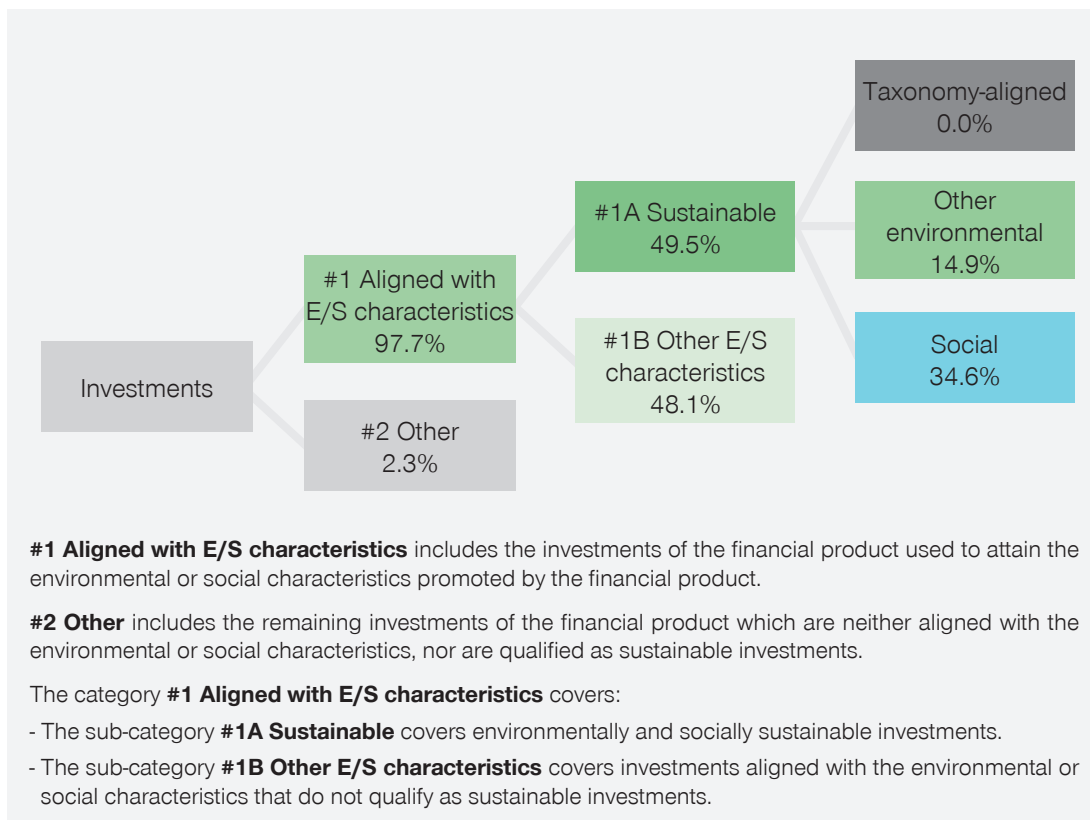 Taxonomy-aligned
0.0%
#1A Sustainable
49.5%
Other
environmental
14.9%
#1 Aligned with
E/S characteristics
97.7%
#1B Other E/S
characteristics
48.1%
Social
34.6%
Investments
#2 Other
2.3%
#1 Aligned with E/S characteristics includes the investments of the financial product used to attain the
environmental or social characteristics promoted by the financial product.
#2 Other includes the remaining investments of the financial product which are neither aligned with the
environmental or social characteristics, nor are qualified as sustainable investments.
The category #1 Aligned with E/S characteristics covers:
- The sub-category #1A Sustainable covers environmentally and socially sustainable investments.
- The sub-category #1B Other E/S characteristics covers investments aligned with the environmental or
social characteristics that do not qualify as sustainable investments.